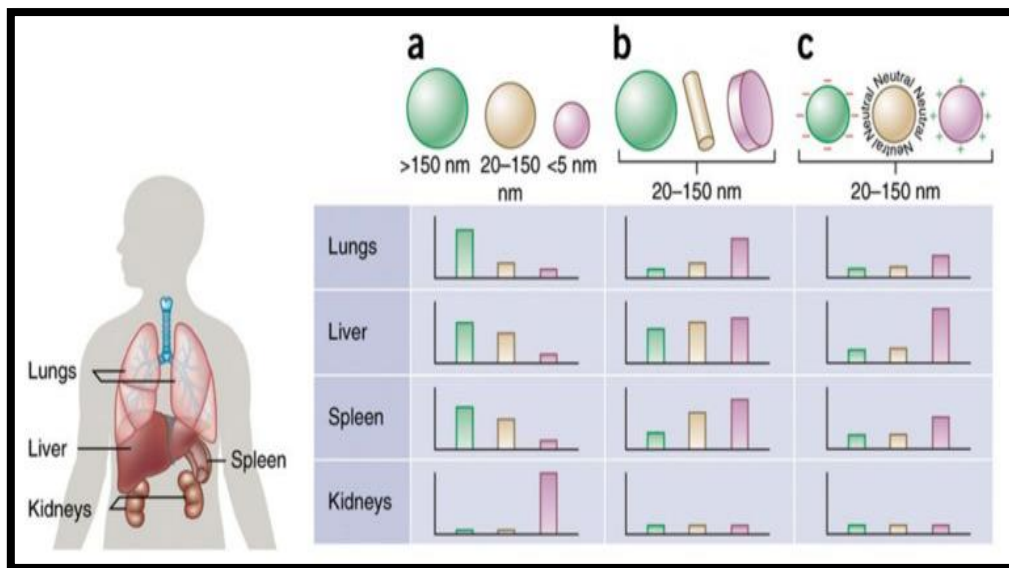 a
b
c
Neutral Neutral Neutral Neutral
>150 nm
20–150
nm
<5 nm
20–150 nm
20–150 nm
Lungs
Liver
Spleen
Kidneys
Lungs
Liver
Spleen
Kidneys